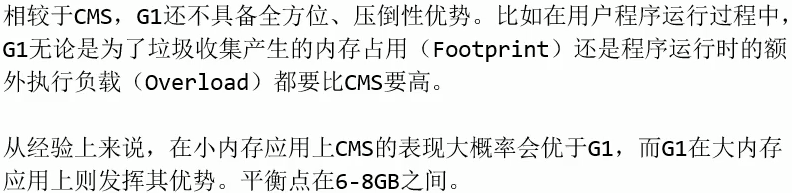 相较于CMS，G1还不具备全方位、压倒性优势。比如在用户程序运行过程中，
G1无论是为了垃圾收集产生的内存占用（Footprint）还是程序运行时的额
外执行负载（Overload）都要比CMS要高。
从经验上来说，在小内存应用上CMS的表现大概率会优于G1，而G1在大内存
应用上则发挥其优势。平衡点在6-8GB之间。